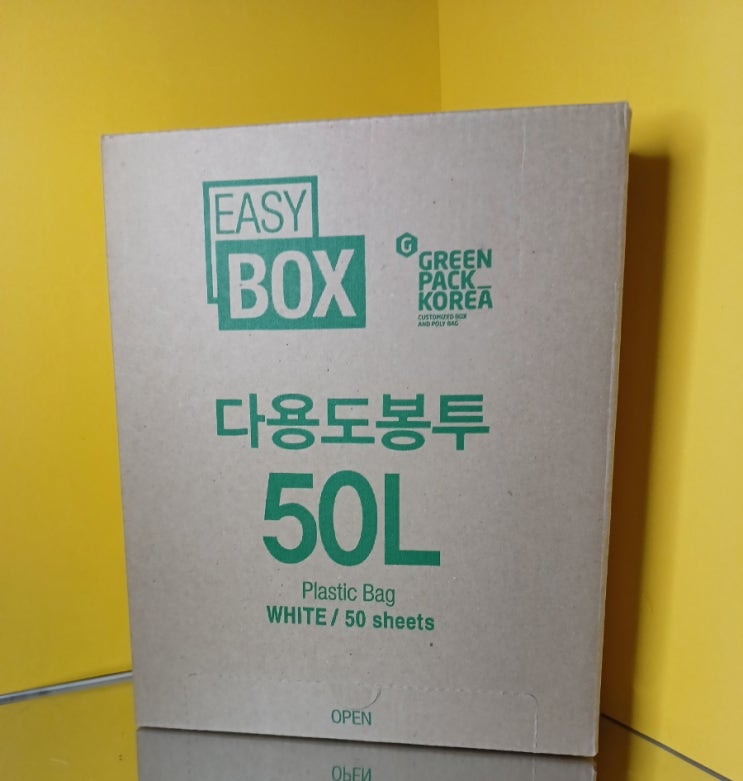 EASY
BOX
G
GREEN
PACK_
KOREA
CUSTOMIZED BOX
AND POLY BAG
다용도봉투
50L
Plastic Bag
WHITE / 50 sheets
OPEN